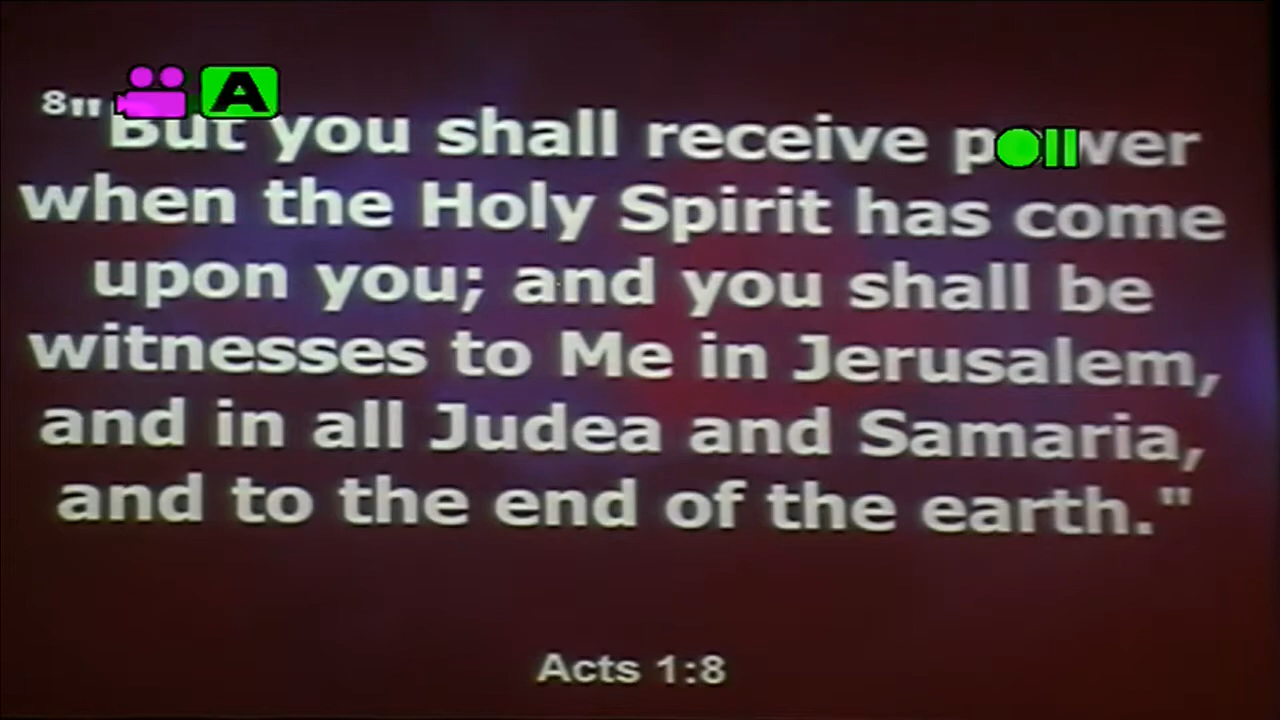 A
8"But you shall receive power
when the Holy Spirit has come
upon you; and you shall be
witnesses to Me in Jerusalem,
and in all Judea and Samaria,
and to the end of the earth."
Acts 1:8